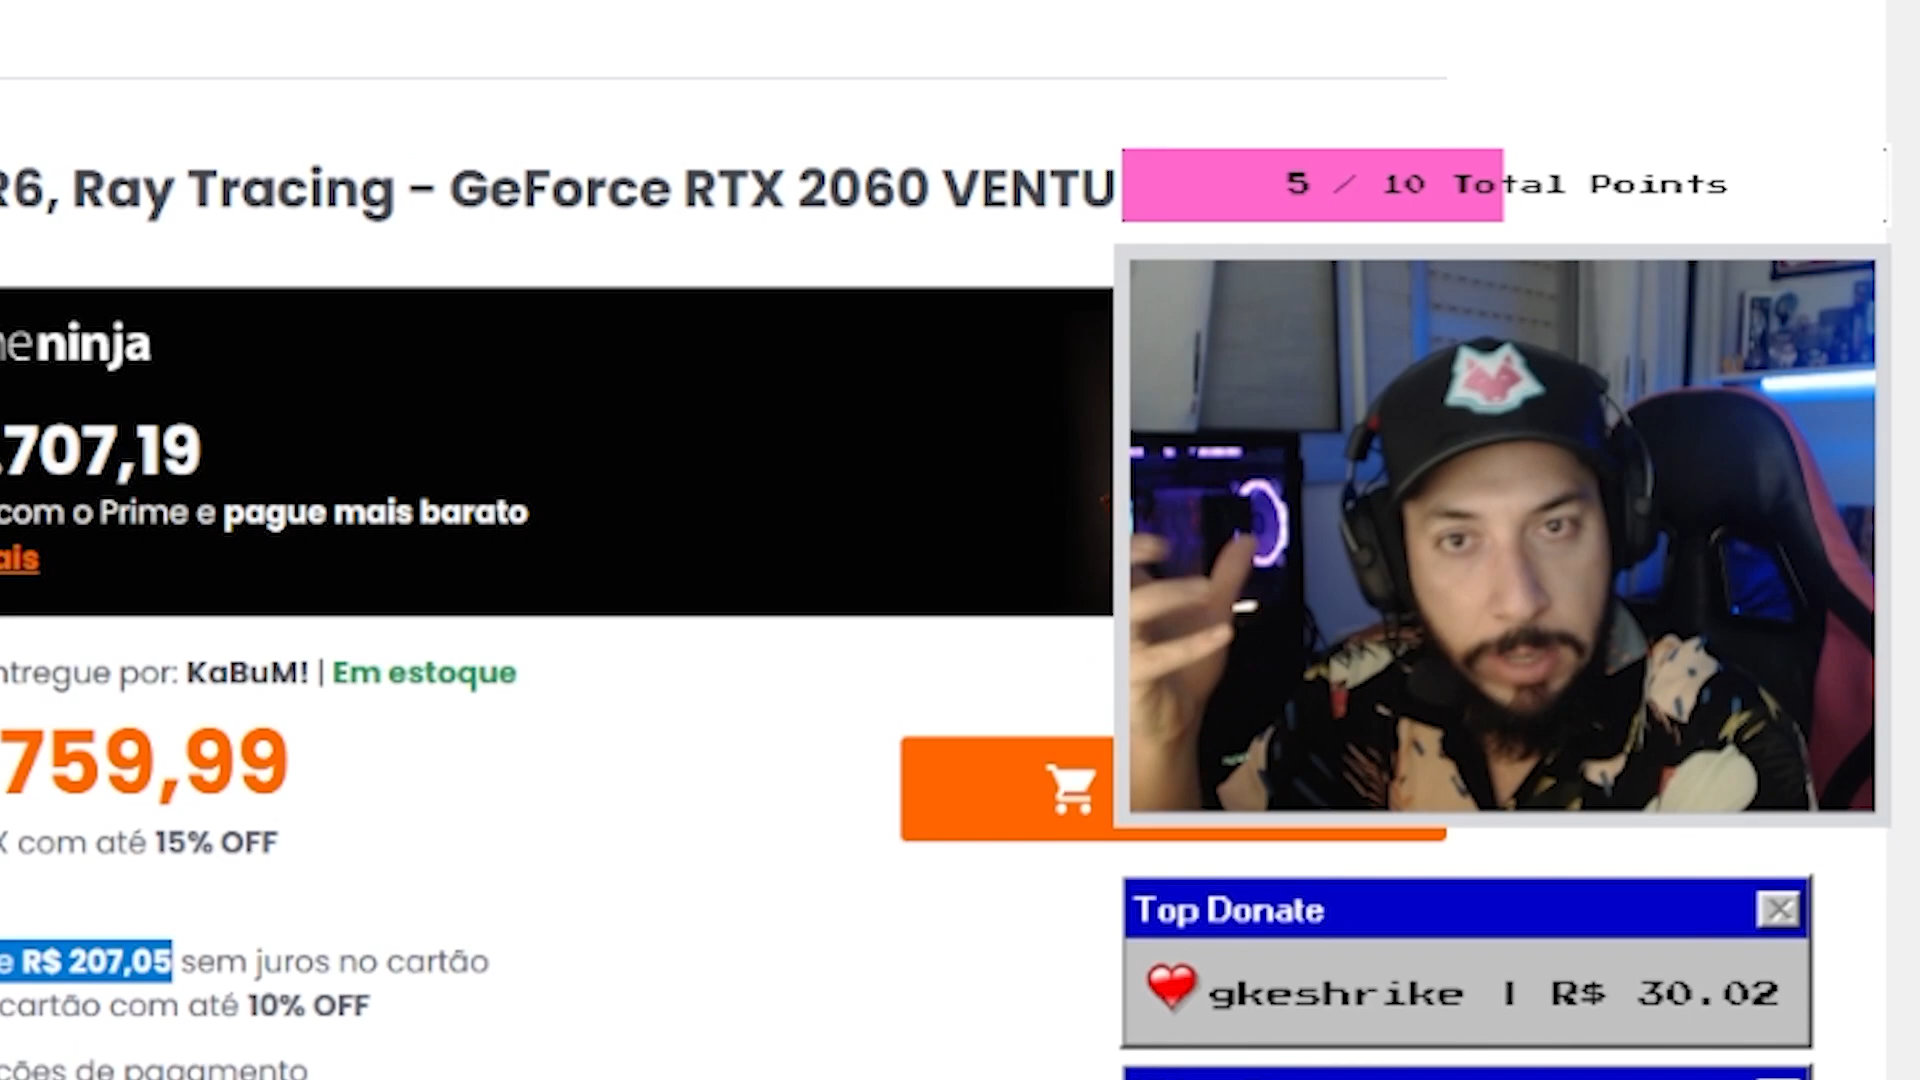 R6, Ray Tracing - GeForce RTX 2060 VENTU
5 / 10 Total Points
ninja
.707,19
com o Prime e pague mais barato
ais
ntregue por: KaBuM! | Em estoque
759,99
X com até 15% OFF
e R$ 207,05 sem juros no cartão
cartão com até 10% OFF
ções de pagamento
Top Donate
gkeshrike | R$ 30.02